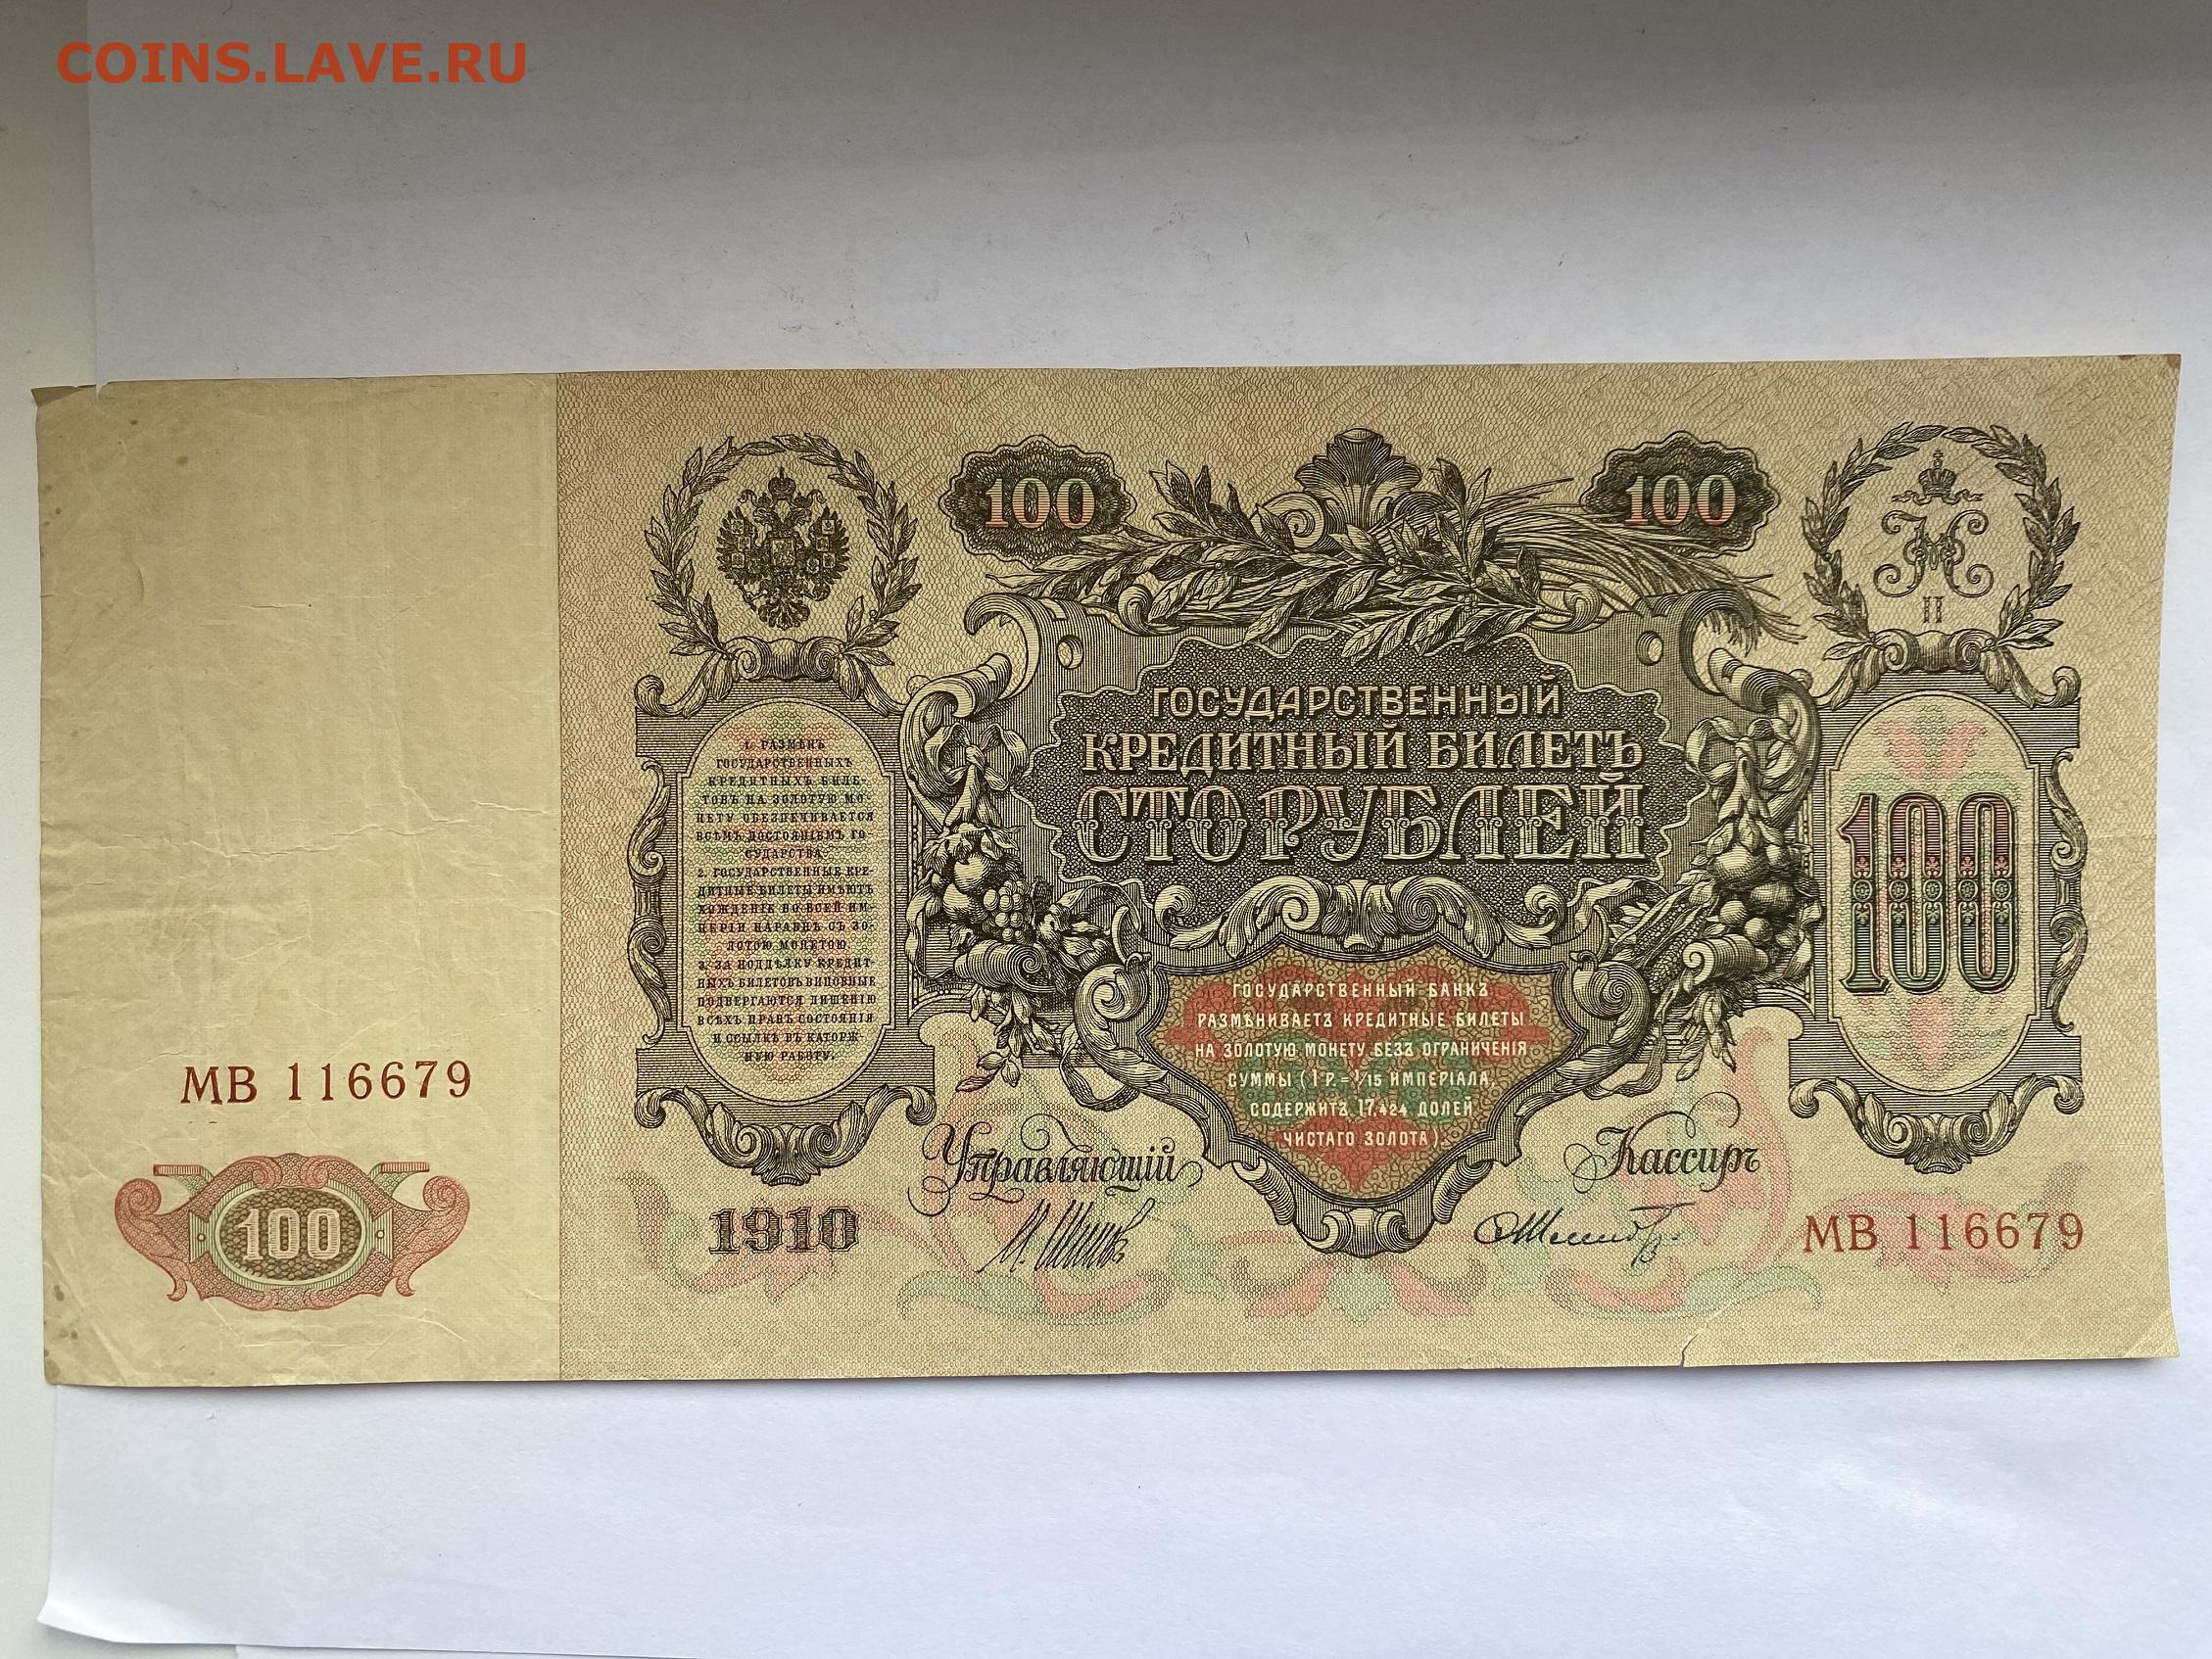 COINS.LAVE.RU
100
100
Н
II
ГОСУДАРСТВЕННЫЙ
КРЕДИТНЫЙ БИЛЕТЪ
СТО РУБЛЕЙ
1. РАЗМѢНЪ
ГОСУДАРСТВЕННЫХЪ
КРЕДИТНЫХЪ БИЛЕ-
ТОВЪ НА ЗОЛОТУЮ МО-
НЕТУ ОБЕЗПЕЧИВАЕТСЯ
ВСѢМЪ ДОСТОЯНІЕМЪ ГО-
СУДАРСТВА.
2. ГОСУДАРСТВЕННЫЕ КРЕ-
ДИТНЫЕ БИЛЕТЫ ИМѢЮТЪ
ХОЖДЕНІЕ ВО ВСЕЙ ИМ-
ПЕРІИ НАРАВНѢ СЪ ЗО-
ЛОТОЮ МОНЕТОЮ.
3. ЗА ПОДДѢЛКУ КРЕДИТ-
НЫХЪ БИЛЕТОВЪ ВИНОВНЫЕ
ПОДВЕРГАЮТСЯ ЛИШЕНІЮ
ВСѢХЪ ПРАВЪ СОСТОЯНІЯ
И ССЫЛКѢ ВЪ КАТОРЖ-
НУЮ РАБОТУ.
100
ГОСУДАРСТВЕННЫЙ БАНКЪ
РАЗМѢНИВАЕТЪ КРЕДИТНЫЕ БИЛЕТЫ
НА ЗОЛОТУЮ МОНЕТУ БЕЗЪ ОГРАНИЧЕНІЯ
СУММЫ (1 Р. = 1/15 ИМПЕРІАЛА,
СОДЕРЖИТЪ 17,424 ДОЛЕЙ
ЧИСТАГО ЗОЛОТА).
МВ 116679
100
1910
Управляющій
И. Шиповъ
Кассиръ
МВ 116679